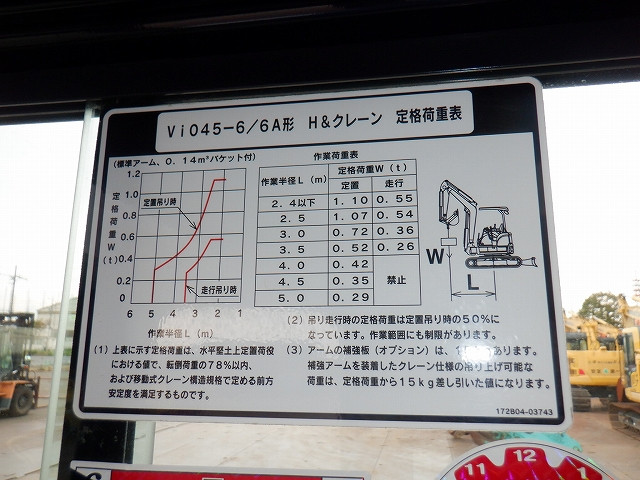 ViO45-6/6A形 H&クレーン 定格荷重表
(標準アーム、0.14m³バケット付)
定格荷重W(t)
1.2
1.0
0.8
0.6
0.4
0.2
0
定置吊り時
走行吊り時
6 5 4 3 2 1
作業半径L(m)
作業荷重表
作業半径L(m) 定格荷重W(t)
定置 走行
2.4以下 1.10 0.55
2.5 1.07 0.54
3.0 0.72 0.36
3.5 0.52 0.26
4.0 0.42 禁止
4.5 0.35
5.0 0.29
W
L
(1) 上表に示す定格荷重は、水平堅土上定置荷役
における値で、転倒荷重の78%以内、
および移動式クレーン構造規格で定める前方
安定度を満足するものです。
(2) 吊り走行時の定格荷重は定置吊り時の50%に
なっています。作業範囲にも制限があります。
(3) アームの補強板(オプション)は、1 あります。
補強アームを装着したクレーン仕様の吊り上げ可能な
荷重は、定格荷重から15kg差し引いた値になります。
172B04-03743
11 12 1